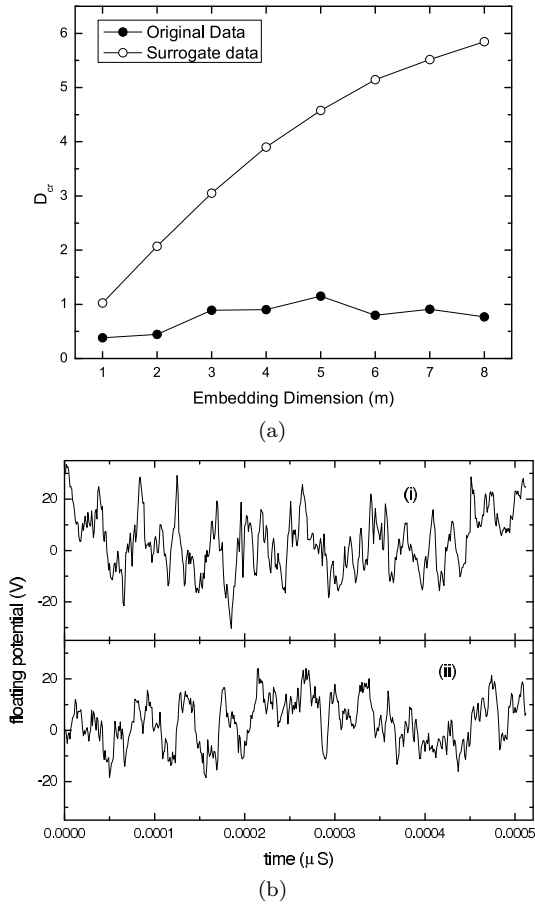 6
5
4
3
2
1
0
D_cr
Original Data
Surrogate data
1 2 3 4 5 6 7 8
Embedding Dimension (m)
(a)
20
0
-20
(i)
20
0
-20
(ii)
floating potential (V)
0.0000 0.0001 0.0002 0.0003 0.0004 0.0005
time (μ S)
(b)